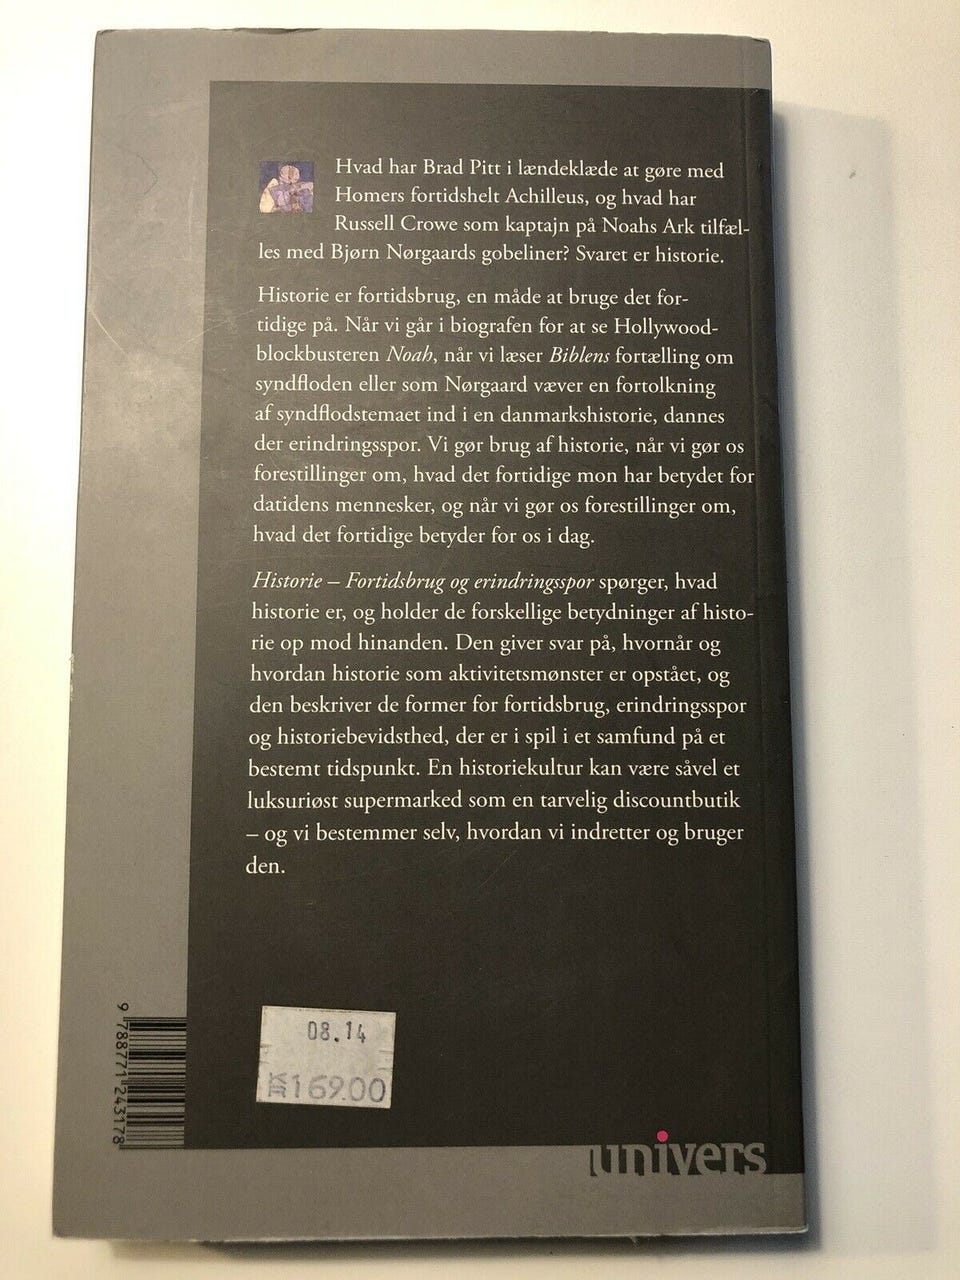 Hvad har Brad Pitt i lændeklæde at gøre med
Homers fortidshelt Achilleus, og hvad har
Russell Crowe som kaptajn på Noahs Ark tilfæl-
les med Bjørn Nørgaards gobeliner? Svaret er historie.
Historie er fortidsbrug, en måde at bruge det for-
tidige på. Når vi går i biografen for at se Hollywood-
blockbusteren Noah, når vi læser Biblens fortælling om
syndfloden eller som Nørgaard væver en fortolkning
af syndflodstemaet ind i en danmarkshistorie, dannes
der erindringsspor. Vi gør brug af historie, når vi gør os
forestillinger om, hvad det fortidige mon har betydet for
datidens mennesker, og når vi gør os forestillinger om,
hvad det fortidige betyder for os i dag.
Historie – Fortidsbrug og erindringsspor spørger, hvad
historie er, og holder de forskellige betydninger af histo-
rie op mod hinanden. Den giver svar på, hvornår og
hvordan historie som aktivitetsmønster er opstået, og
den beskriver de former for fortidsbrug, erindringsspor
og historiebevidsthed, der er i spil i et samfund på et
bestemt tidspunkt. En historiekultur kan være såvel et
luksuriøst supermarked som en tarvelig discountbutik
– og vi bestemmer selv, hvordan vi indretter og bruger
den.
9 788771 243178
08.14
KR 169.00
univers